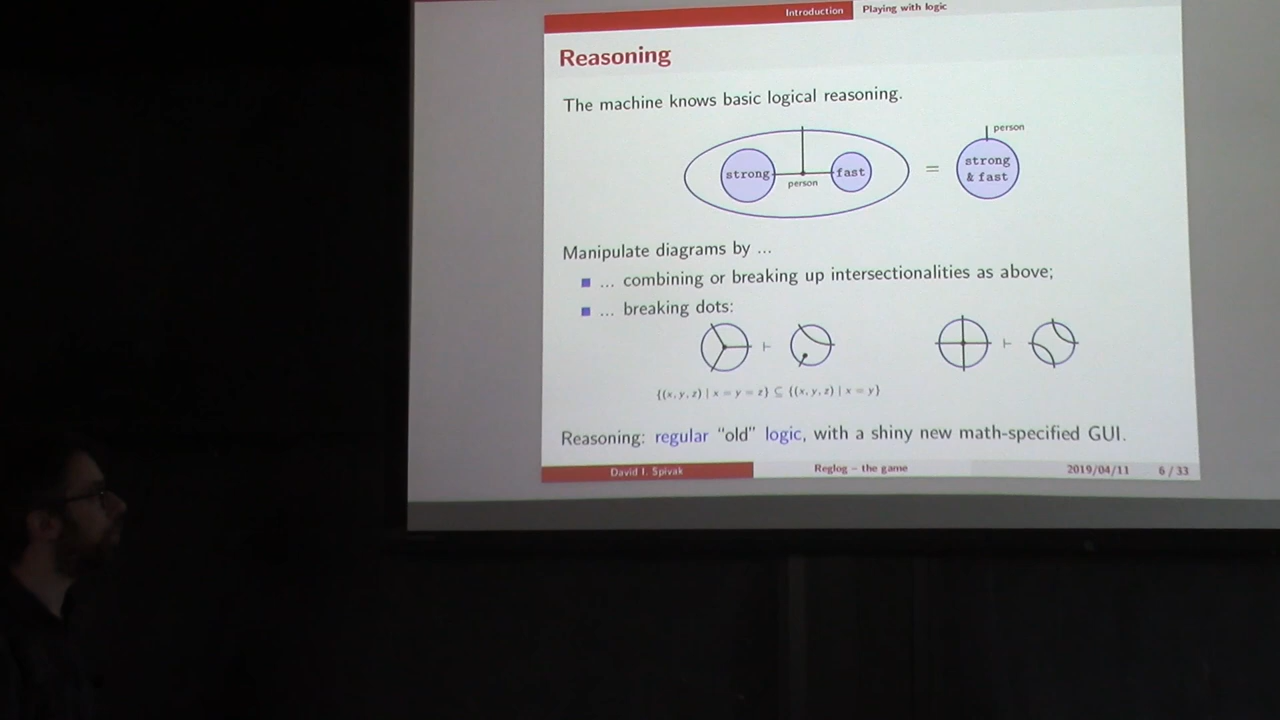 Introduction Playing with logic
Reasoning
The machine knows basic logical reasoning.
strong person fast = person strong & fast
Manipulate diagrams by ...
... combining or breaking up intersectionalities as above;
... breaking dots:
⊢ ⊢
{(x, y, z) | x = y = z} ⊆ {(x, y, z) | x = y}
Reasoning: regular “old” logic, with a shiny new math-specified GUI.
David I. Spivak Reglog – the game 2019/04/11 6 / 33